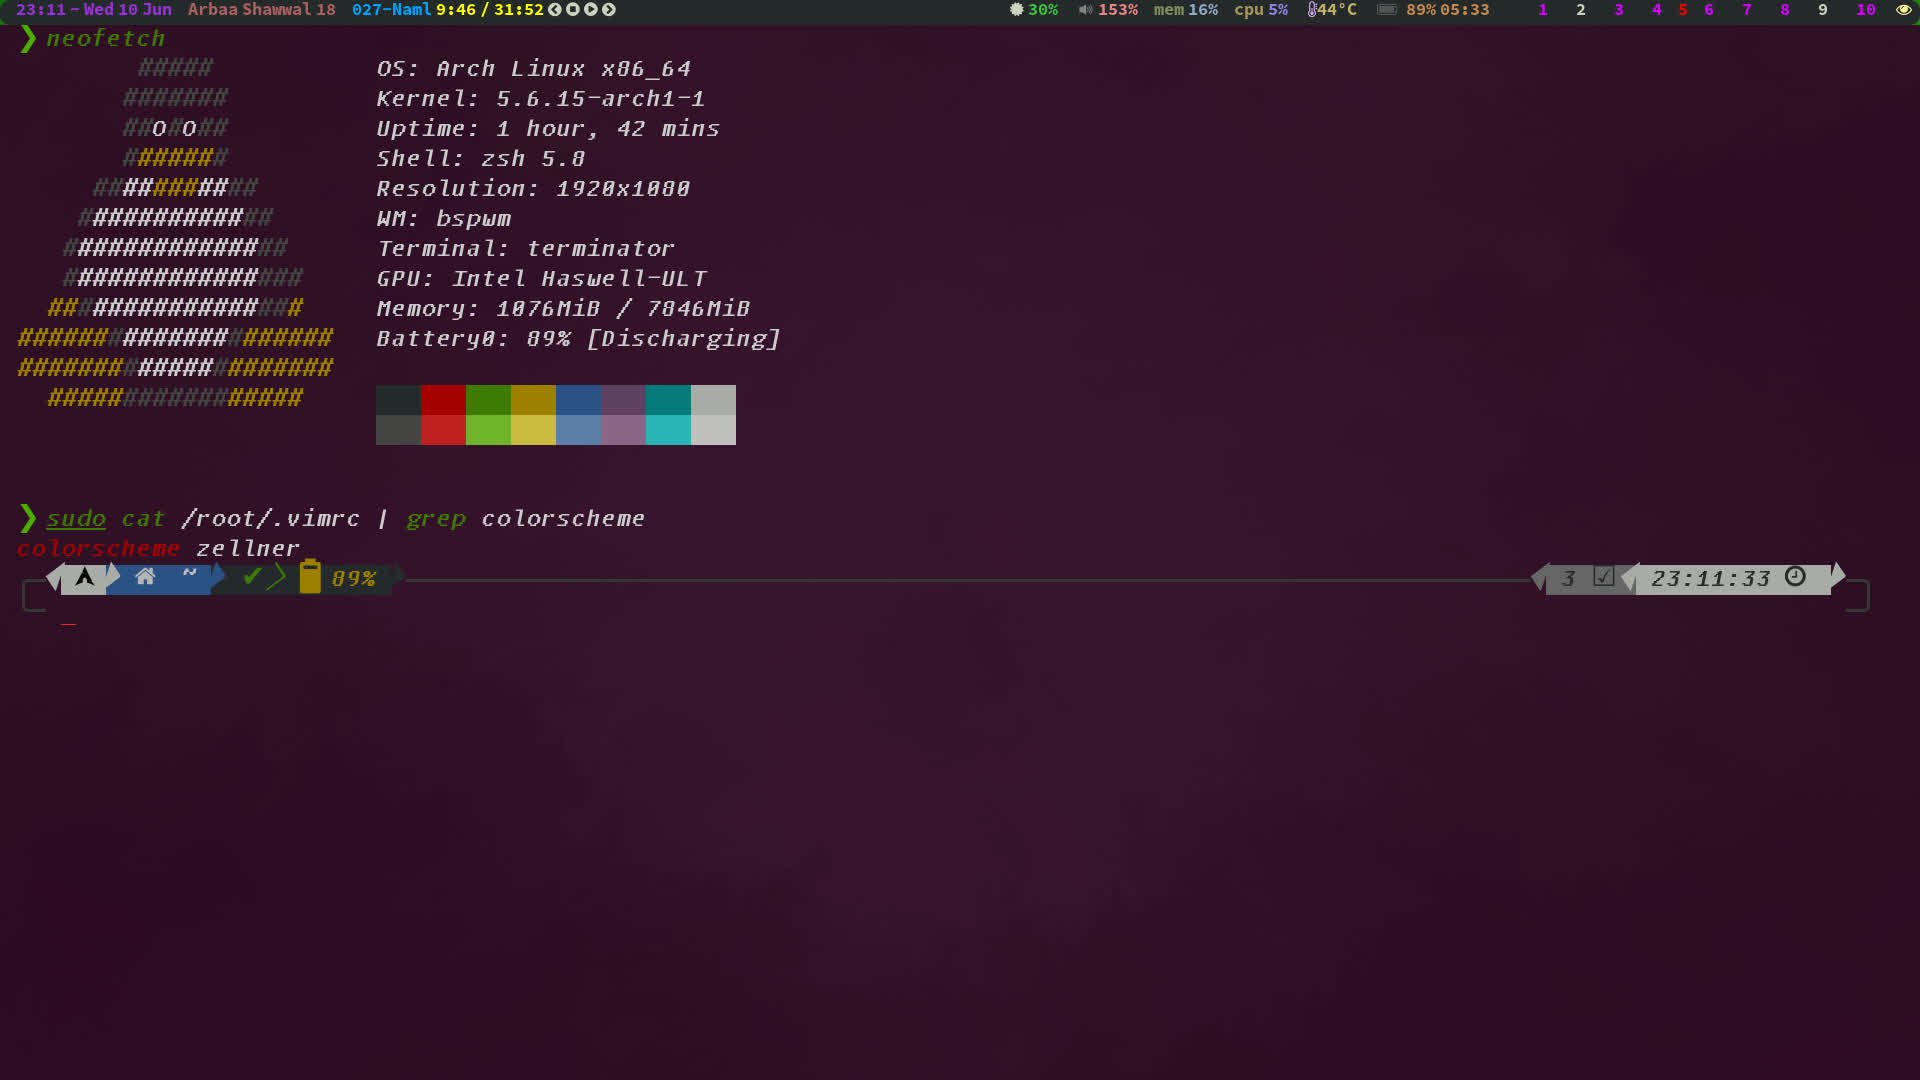 23:11 - Wed 10 Jun Arbaa Shawwal 18 027-Naml 9:46 / 31:52 30% 153% mem 16% cpu 5% 44°C 89% 05:33 1 2 3 4 5 6 7 8 9 10
❯ neofetch
##### OS: Arch Linux x86_64
####### Kernel: 5.6.15-arch1-1
##O#O## Uptime: 1 hour, 42 mins
####### Shell: zsh 5.8
########### Resolution: 1920x1080
############# WM: bspwm
############### Terminal: terminator
################ GPU: Intel Haswell-ULT
################# Memory: 1076MiB / 7846MiB
##################### Battery0: 89% [Discharging]
#####################
#################
❯ sudo cat /root/.vimrc | grep colorscheme
colorscheme zellner
~ ✔ 89% 3 ☑ 23:11:33
_